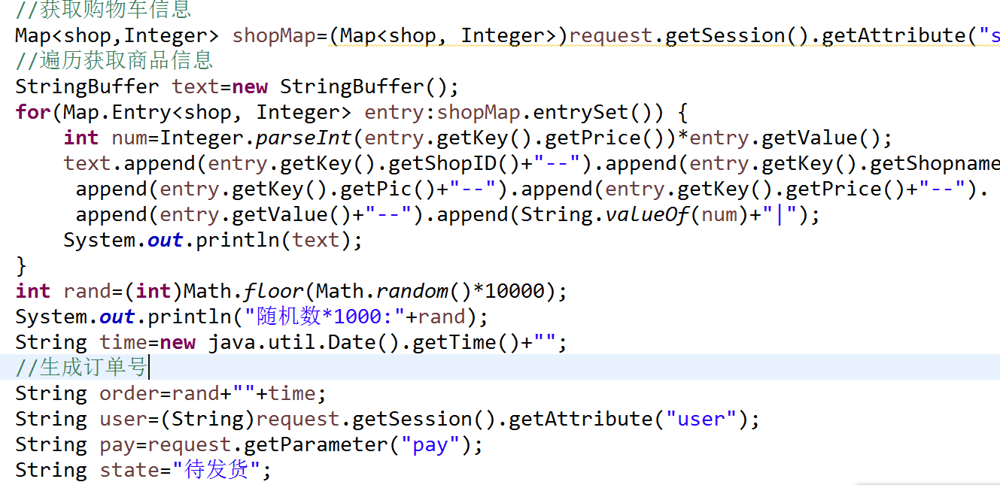 //获取购物车信息
Map<shop,Integer> shopMap=(Map<shop, Integer>)request.getSession().getAttribute("s
//遍历获取商品信息
StringBuffer text=new StringBuffer();
for(Map.Entry<shop, Integer> entry:shopMap.entrySet()) {
    int num=Integer.parseInt(entry.getKey().getPrice())*entry.getValue();
    text.append(entry.getKey().getShopID()+"--").append(entry.getKey().getShopname
     append(entry.getKey().getPic()+"--").append(entry.getKey().getPrice()+"--").
     append(entry.getValue()+"--").append(String.valueOf(num)+"|");
    System.out.println(text);
}
int rand=(int)Math.floor(Math.random()*10000);
System.out.println("随机数*1000:"+rand);
String time=new java.util.Date().getTime()+"";
//生成订单号
String order=rand+""+time;
String user=(String)request.getSession().getAttribute("user");
String pay=request.getParameter("pay");
String state="待发货";